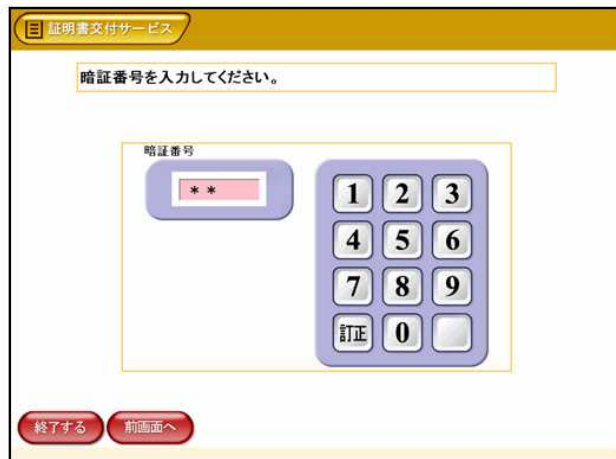 証明書交付サービス
暗証番号を入力してください。
暗証番号
**
1 2 3
4 5 6
7 8 9
訂正 0
終了する 前画面へ